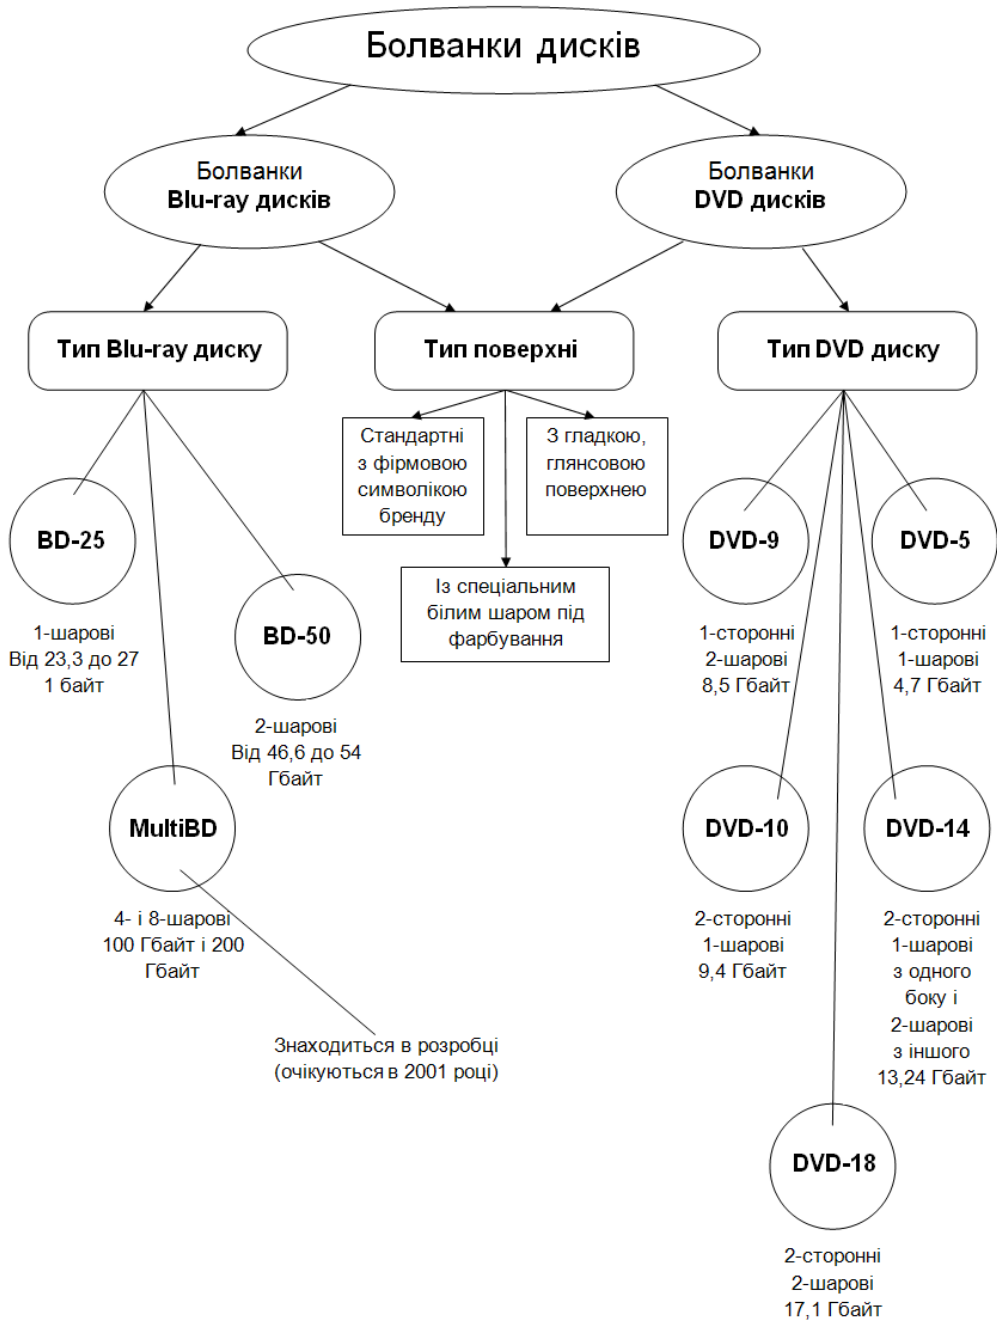 Болванки дисків
Болванки
Blu-ray дисків
Болванки
DVD дисків
Тип Blu-ray диску
Тип поверхні
Тип DVD диску
Стандартні
з фірмовою
символікою
бренду
З гладкою,
глянсовою
поверхнею
Із спеціальним
білим шаром під
фарбування
BD-25
1-шарові
Від 23,3 до 27
1 байт
BD-50
2-шарові
Від 46,6 до 54
Гбайт
MultiBD
4- і 8-шарові
100 Гбайт і 200
Гбайт
Знаходиться в розробці
(очікуються в 2001 році)
DVD-9
1-сторонні
2-шарові
8,5 Гбайт
DVD-5
1-сторонні
1-шарові
4,7 Гбайт
DVD-10
2-сторонні
1-шарові
9,4 Гбайт
DVD-14
2-сторонні
1-шарові
з одного
боку і
2-шарові
з іншого
13,24 Гбайт
DVD-18
2-сторонні
2-шарові
17,1 Гбайт